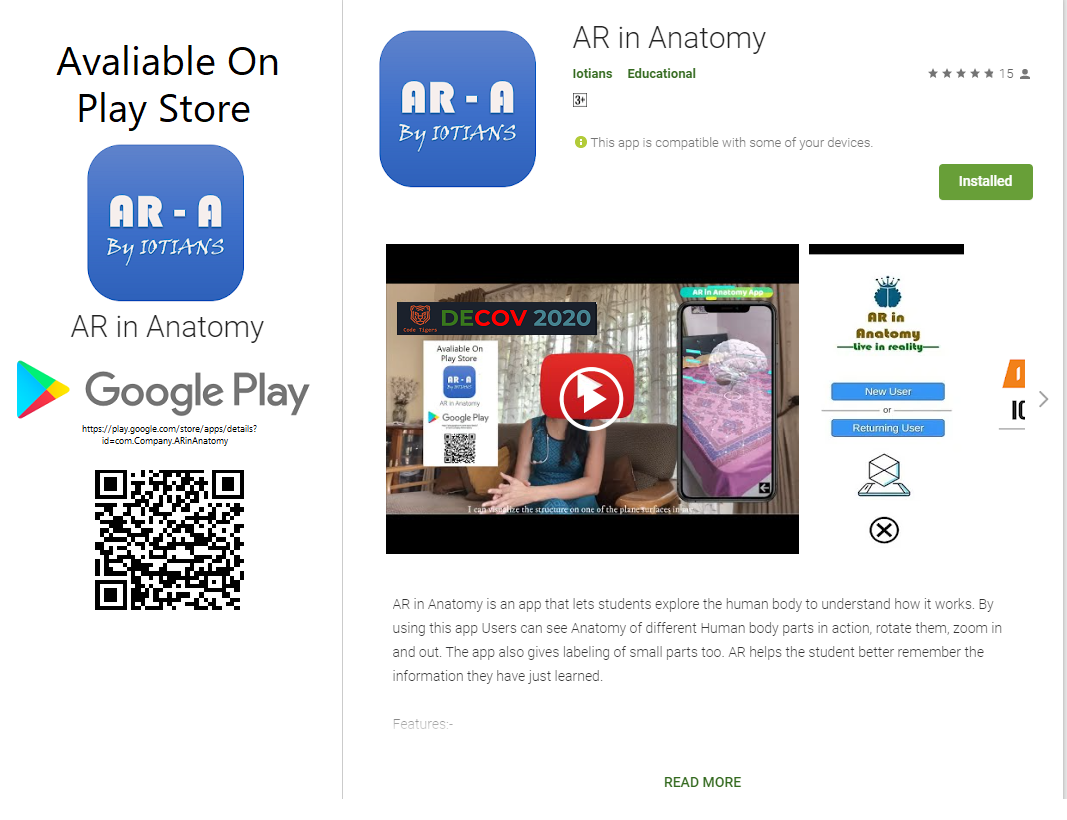 Avaliable On
Play Store
AR - A
By IOTIANS
AR in Anatomy
Google Play
https://play.google.com/store/apps/details?
id=com.Company.ARinAnatomy
AR in Anatomy
Iotians Educational
15
3+
This app is compatible with some of your devices.
Installed
AR - A
By IOTIANS
AR in Anatomy App
Code Tigers
DECOV 2020
Avaliable On
Play Store
AR - A
AR in Anatomy
Google Play
I can visualize the structure on one of the plane surfaces in
AR in
Anatomy
Live in reality
New User
or
Returning User
AR in Anatomy is an app that lets students explore the human body to understand how it works. By
using this app Users can see Anatomy of different Human body parts in action, rotate them, zoom in
and out. The app also gives labeling of small parts too. AR helps the student better remember the
information they have just learned.
Features:-
READ MORE